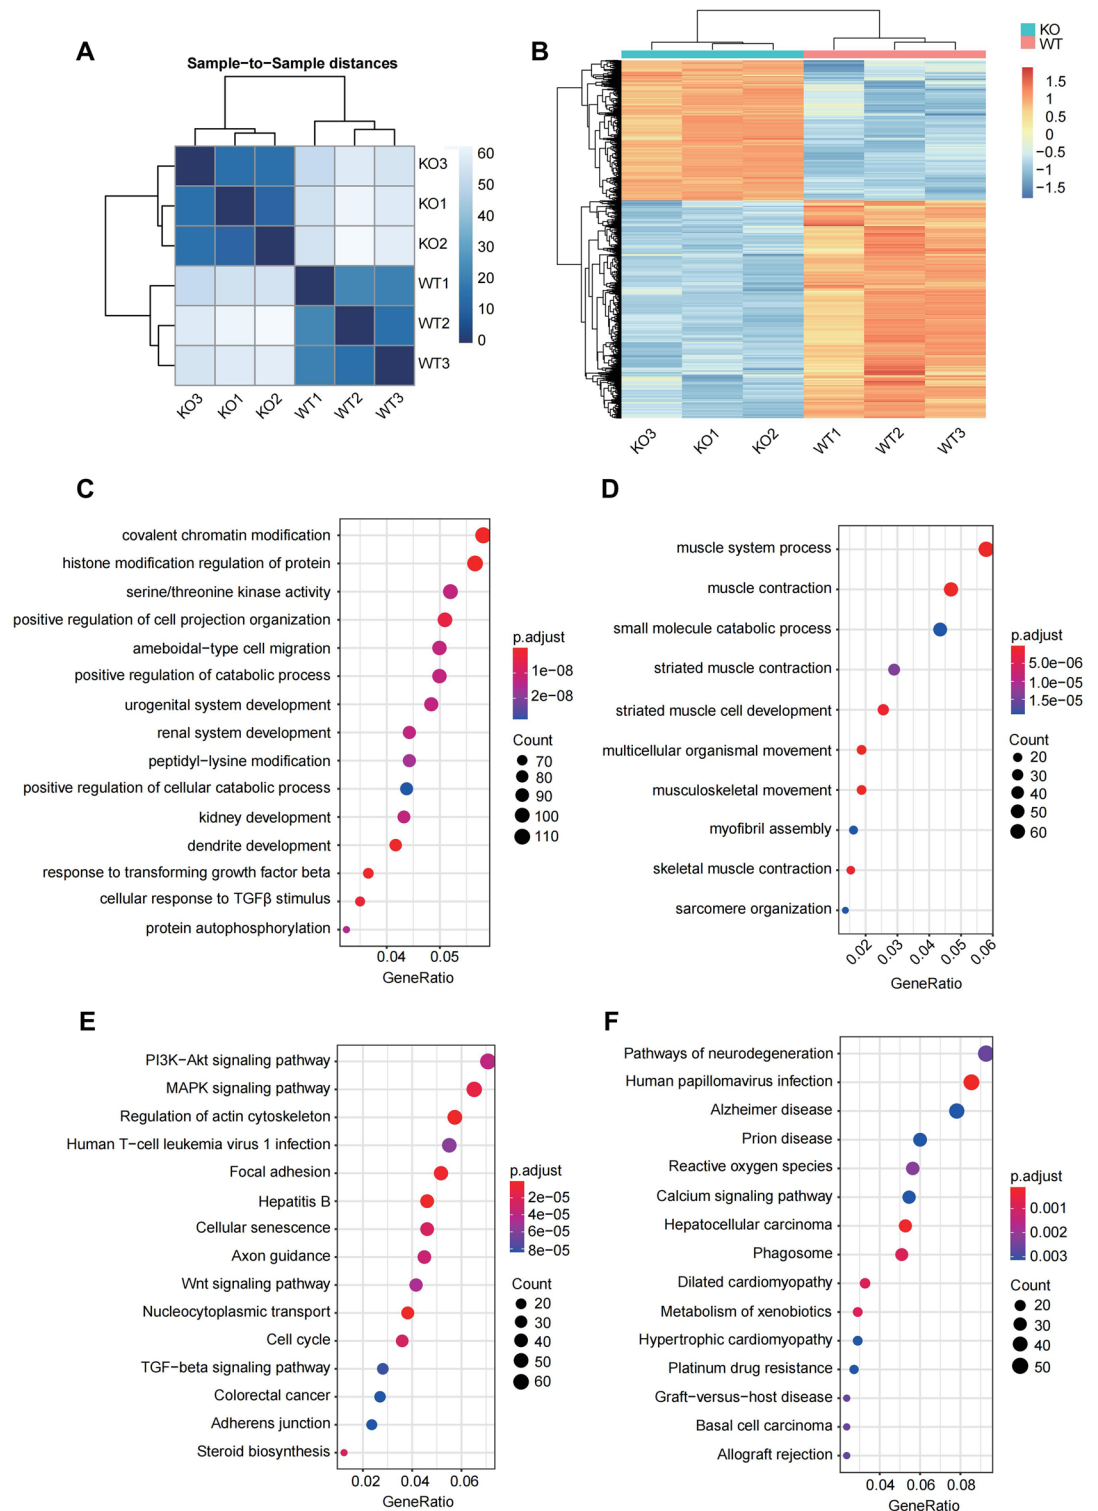 A
Sample−to−Sample distances
KO3
KO1
KO2
WT1
WT2
WT3
60
50
40
30
20
10
0
KO3
KO1
KO2
WT1
WT2
WT3
B
KO
WT
1.5
1
0.5
0
−0.5
−1
−1.5
KO3
KO1
KO2
WT1
WT2
WT3
C
covalent chromatin modification
histone modification regulation of protein
serine/threonine kinase activity
positive regulation of cell projection organization
ameboidal−type cell migration
positive regulation of catabolic process
urogenital system development
renal system development
peptidyl−lysine modification
positive regulation of cellular catabolic process
kidney development
dendrite development
response to transforming growth factor beta
cellular response to TGFβ stimulus
protein autophosphorylation
0.04
0.05
GeneRatio
p.adjust
1e−08
2e−08
Count
70
80
90
100
110
D
muscle system process
muscle contraction
small molecule catabolic process
striated muscle contraction
striated muscle cell development
multicellular organismal movement
musculoskeletal movement
myofibril assembly
skeletal muscle contraction
sarcomere organization
0.02
0.03
0.04
0.05
0.06
GeneRatio
p.adjust
5.0e−06
1.0e−05
1.5e−05
Count
20
30
40
50
60
E
PI3K−Akt signaling pathway
MAPK signaling pathway
Regulation of actin cytoskeleton
Human T−cell leukemia virus 1 infection
Focal adhesion
Hepatitis B
Cellular senescence
Axon guidance
Wnt signaling pathway
Nucleocytoplasmic transport
Cell cycle
TGF−beta signaling pathway
Colorectal cancer
Adherens junction
Steroid biosynthesis
0.02
0.04
0.06
GeneRatio
p.adjust
2e−05
4e−05
6e−05
8e−05
Count
20
30
40
50
60
F
Pathways of neurodegeneration
Human papillomavirus infection
Alzheimer disease
Prion disease
Reactive oxygen species
Calcium signaling pathway
Hepatocellular carcinoma
Phagosome
Dilated cardiomyopathy
Metabolism of xenobiotics
Hypertrophic cardiomyopathy
Platinum drug resistance
Graft−versus−host disease
Basal cell carcinoma
Allograft rejection
0.04
0.06
0.08
GeneRatio
p.adjust
0.001
0.002
0.003
Count
20
30
40
50